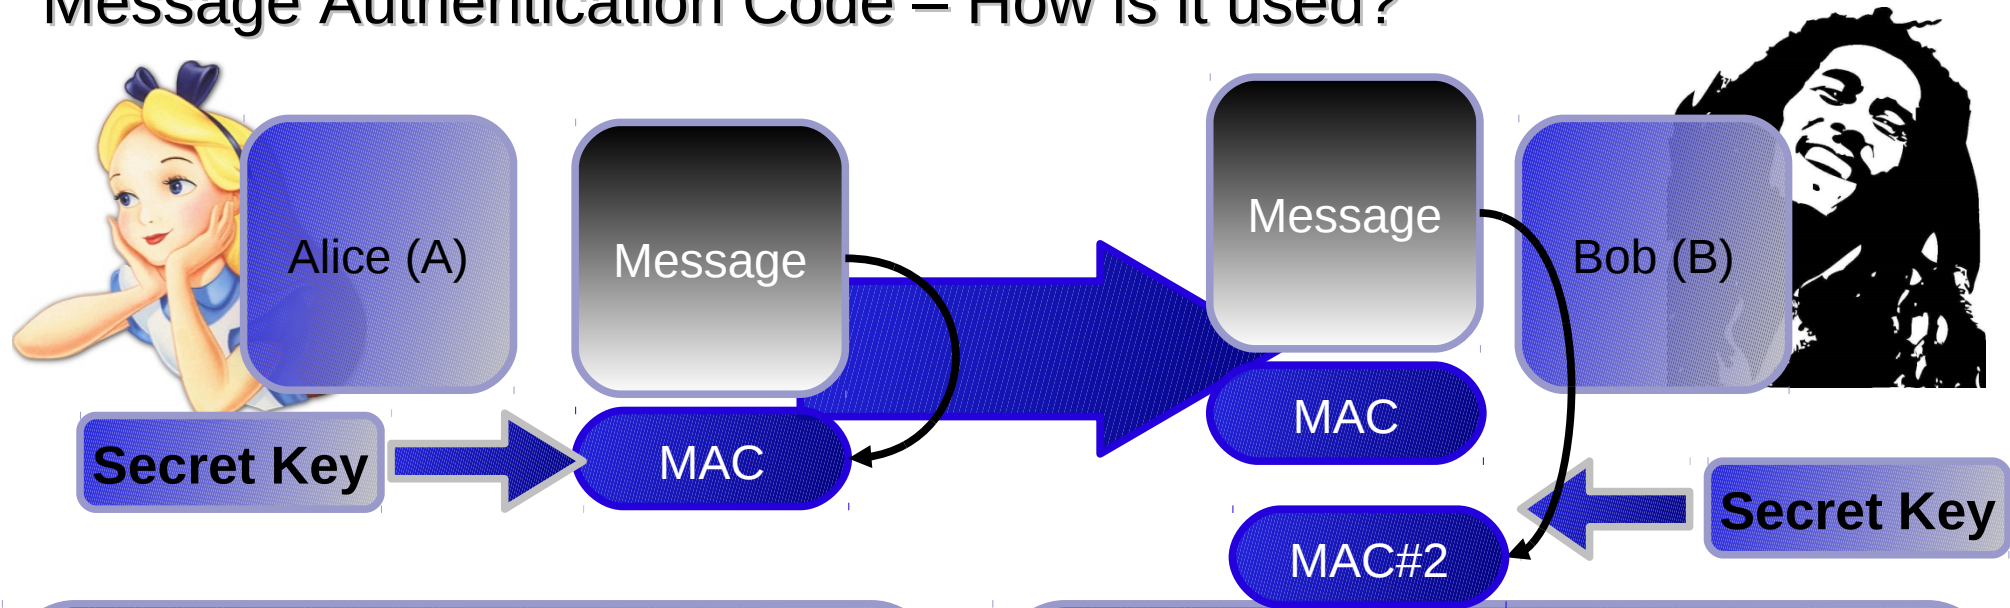 Message Authentication Code – How is it used?
Alice (A)
Message
Message
Bob (B)
Secret Key
MAC
MAC
MAC#2
Secret Key